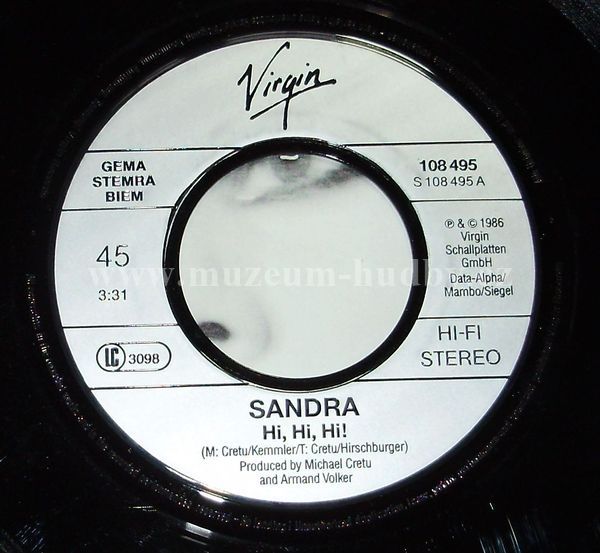 Virgin
GEMA
STEMRA
BIEM
108 495
S 108 495 A
45
3:31
℗ & © 1986
Virgin
Schallplatten
GmbH
Data-Alpha/
Mambo/Siegel
LC 3098
HI-FI
STEREO
SANDRA
Hi, Hi, Hi!
(M: Cretu/Kemmler/T: Cretu/Hirschburger)
Produced by Michael Cretu
and Armand Volker